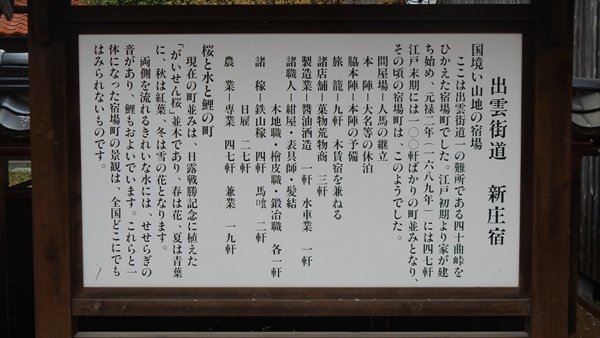 出雲街道 新庄宿
国境い山地の宿場
ここは出雲街道一の難所である四十曲峠を
ひかえた宿場町でした。江戸初期より家が建
ち始め、元禄二年（一六八九年）には四七軒
江戸末期には一〇〇軒ばかりの町並みとなり、
その頃の宿場町は、このようでした。
問屋場－人馬の継立
本陣－大名等の休泊
脇本陣－本陣の予備
旅籠－九軒 木賃宿を兼ねる
諸店舗－菓物荒物商 三軒
製造業－醬油酒造 一軒 水車業 一軒
諸職人－紺屋・表具師・髪結
木地職・檜皮職・鍛冶職 各一軒
諸稼－鉄山稼 四軒 馬喰 二軒
日雇 二七軒
農業－専業 四七軒 兼業 一九軒
桜と水と鯉の町
現在の町並みは、日露戦勝記念に植えた
「がいせん桜」並木であり、春は花、夏は青葉
に、秋は紅葉、冬は雪の花となります。
両側を流れるきれいな水には、せせらぎの
音があり、鯉もおよいでいます。これらと一
体になった宿場町の景観は、全国どこにでも
はみられないものです。